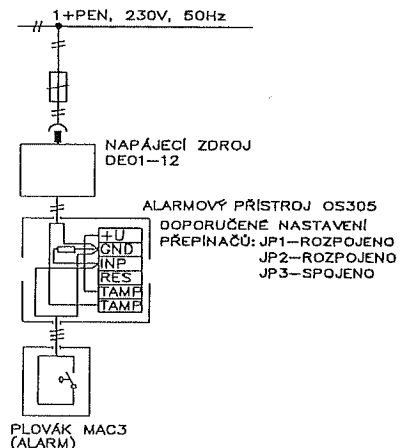 1+PEN, 230V, 50Hz
NAPÁJECÍ ZDROJ
DE01-12
ALARMOVÝ PŘÍSTROJ OS305
DOPORUČENÉ NASTAVENÍ
PŘEPÍNAČŮ: JP1-ROZPOJENO
JP2-ROZPOJENO
JP3-SPOJENO
+U
GND
INP
RES
TAMP
TAMP
PLOVÁK MAC3
(ALARM)